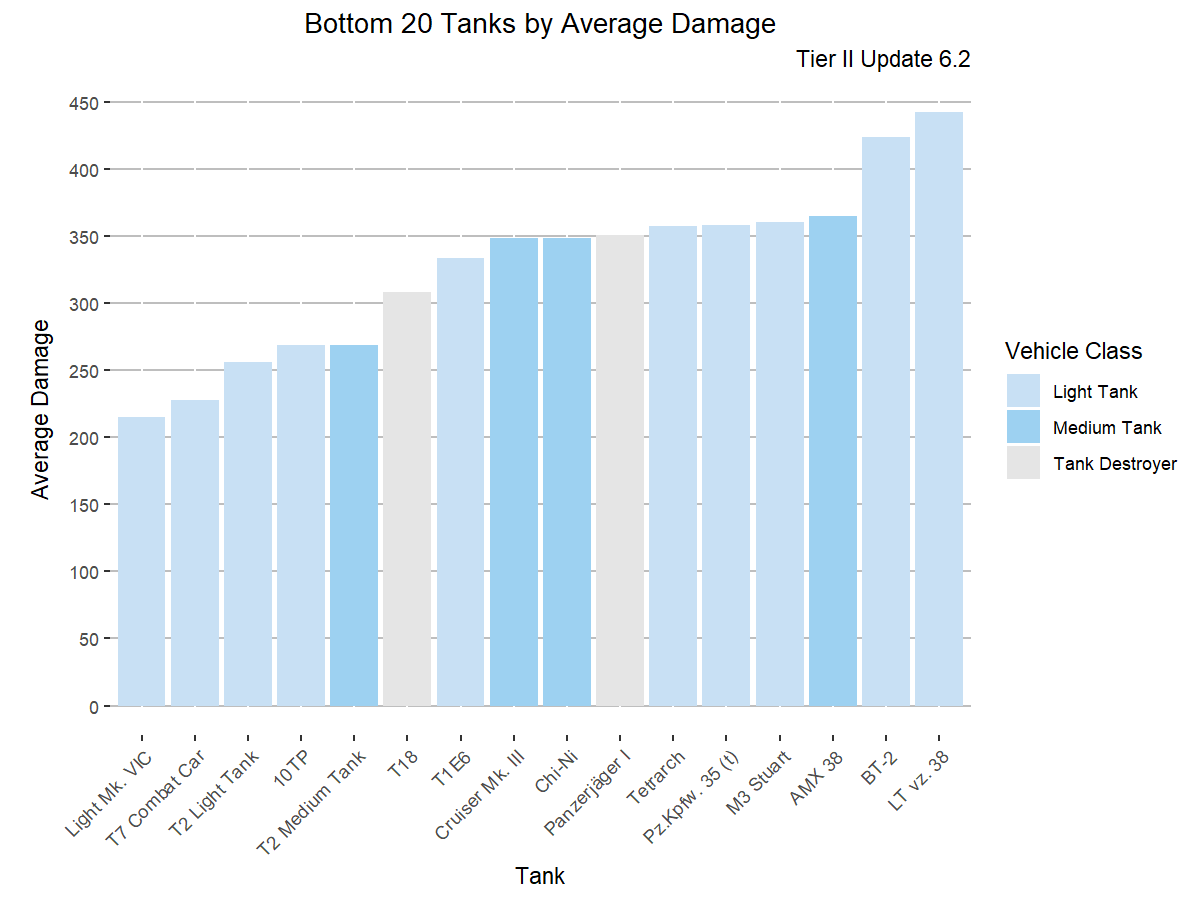 Bottom 20 Tanks by Average Damage
Tier II Update 6.2
450
400
350
300
250
200
150
100
50
0
Average Damage
Light Mk. VIC
T7 Combat Car
T2 Light Tank
10TP
T2 Medium Tank
T18
T1E6
Cruiser Mk. III
Chi-Ni
Panzerjäger I
Tetrarch
Pz.Kpfw. 35 (t)
M3 Stuart
AMX 38
BT-2
LT vz. 38
Tank
Vehicle Class
Light Tank
Medium Tank
Tank Destroyer